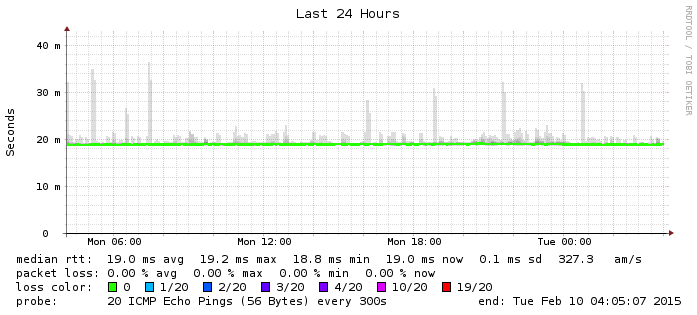 Last 24 Hours
RRDTOOL / TOBI OETIKER
Seconds
40 m
30 m
20 m
10 m
0
Mon 06:00 Mon 12:00 Mon 18:00 Tue 00:00
median rtt: 19.0 ms avg 19.2 ms max 18.8 ms min 19.0 ms now 0.1 ms sd 327.3 am/s
packet loss: 0.00 % avg 0.00 % max 0.00 % min 0.00 % now
loss color: 0 1/20 2/20 3/20 4/20 10/20 19/20
probe: 20 ICMP Echo Pings (56 Bytes) every 300s end: Tue Feb 10 04:05:07 2015